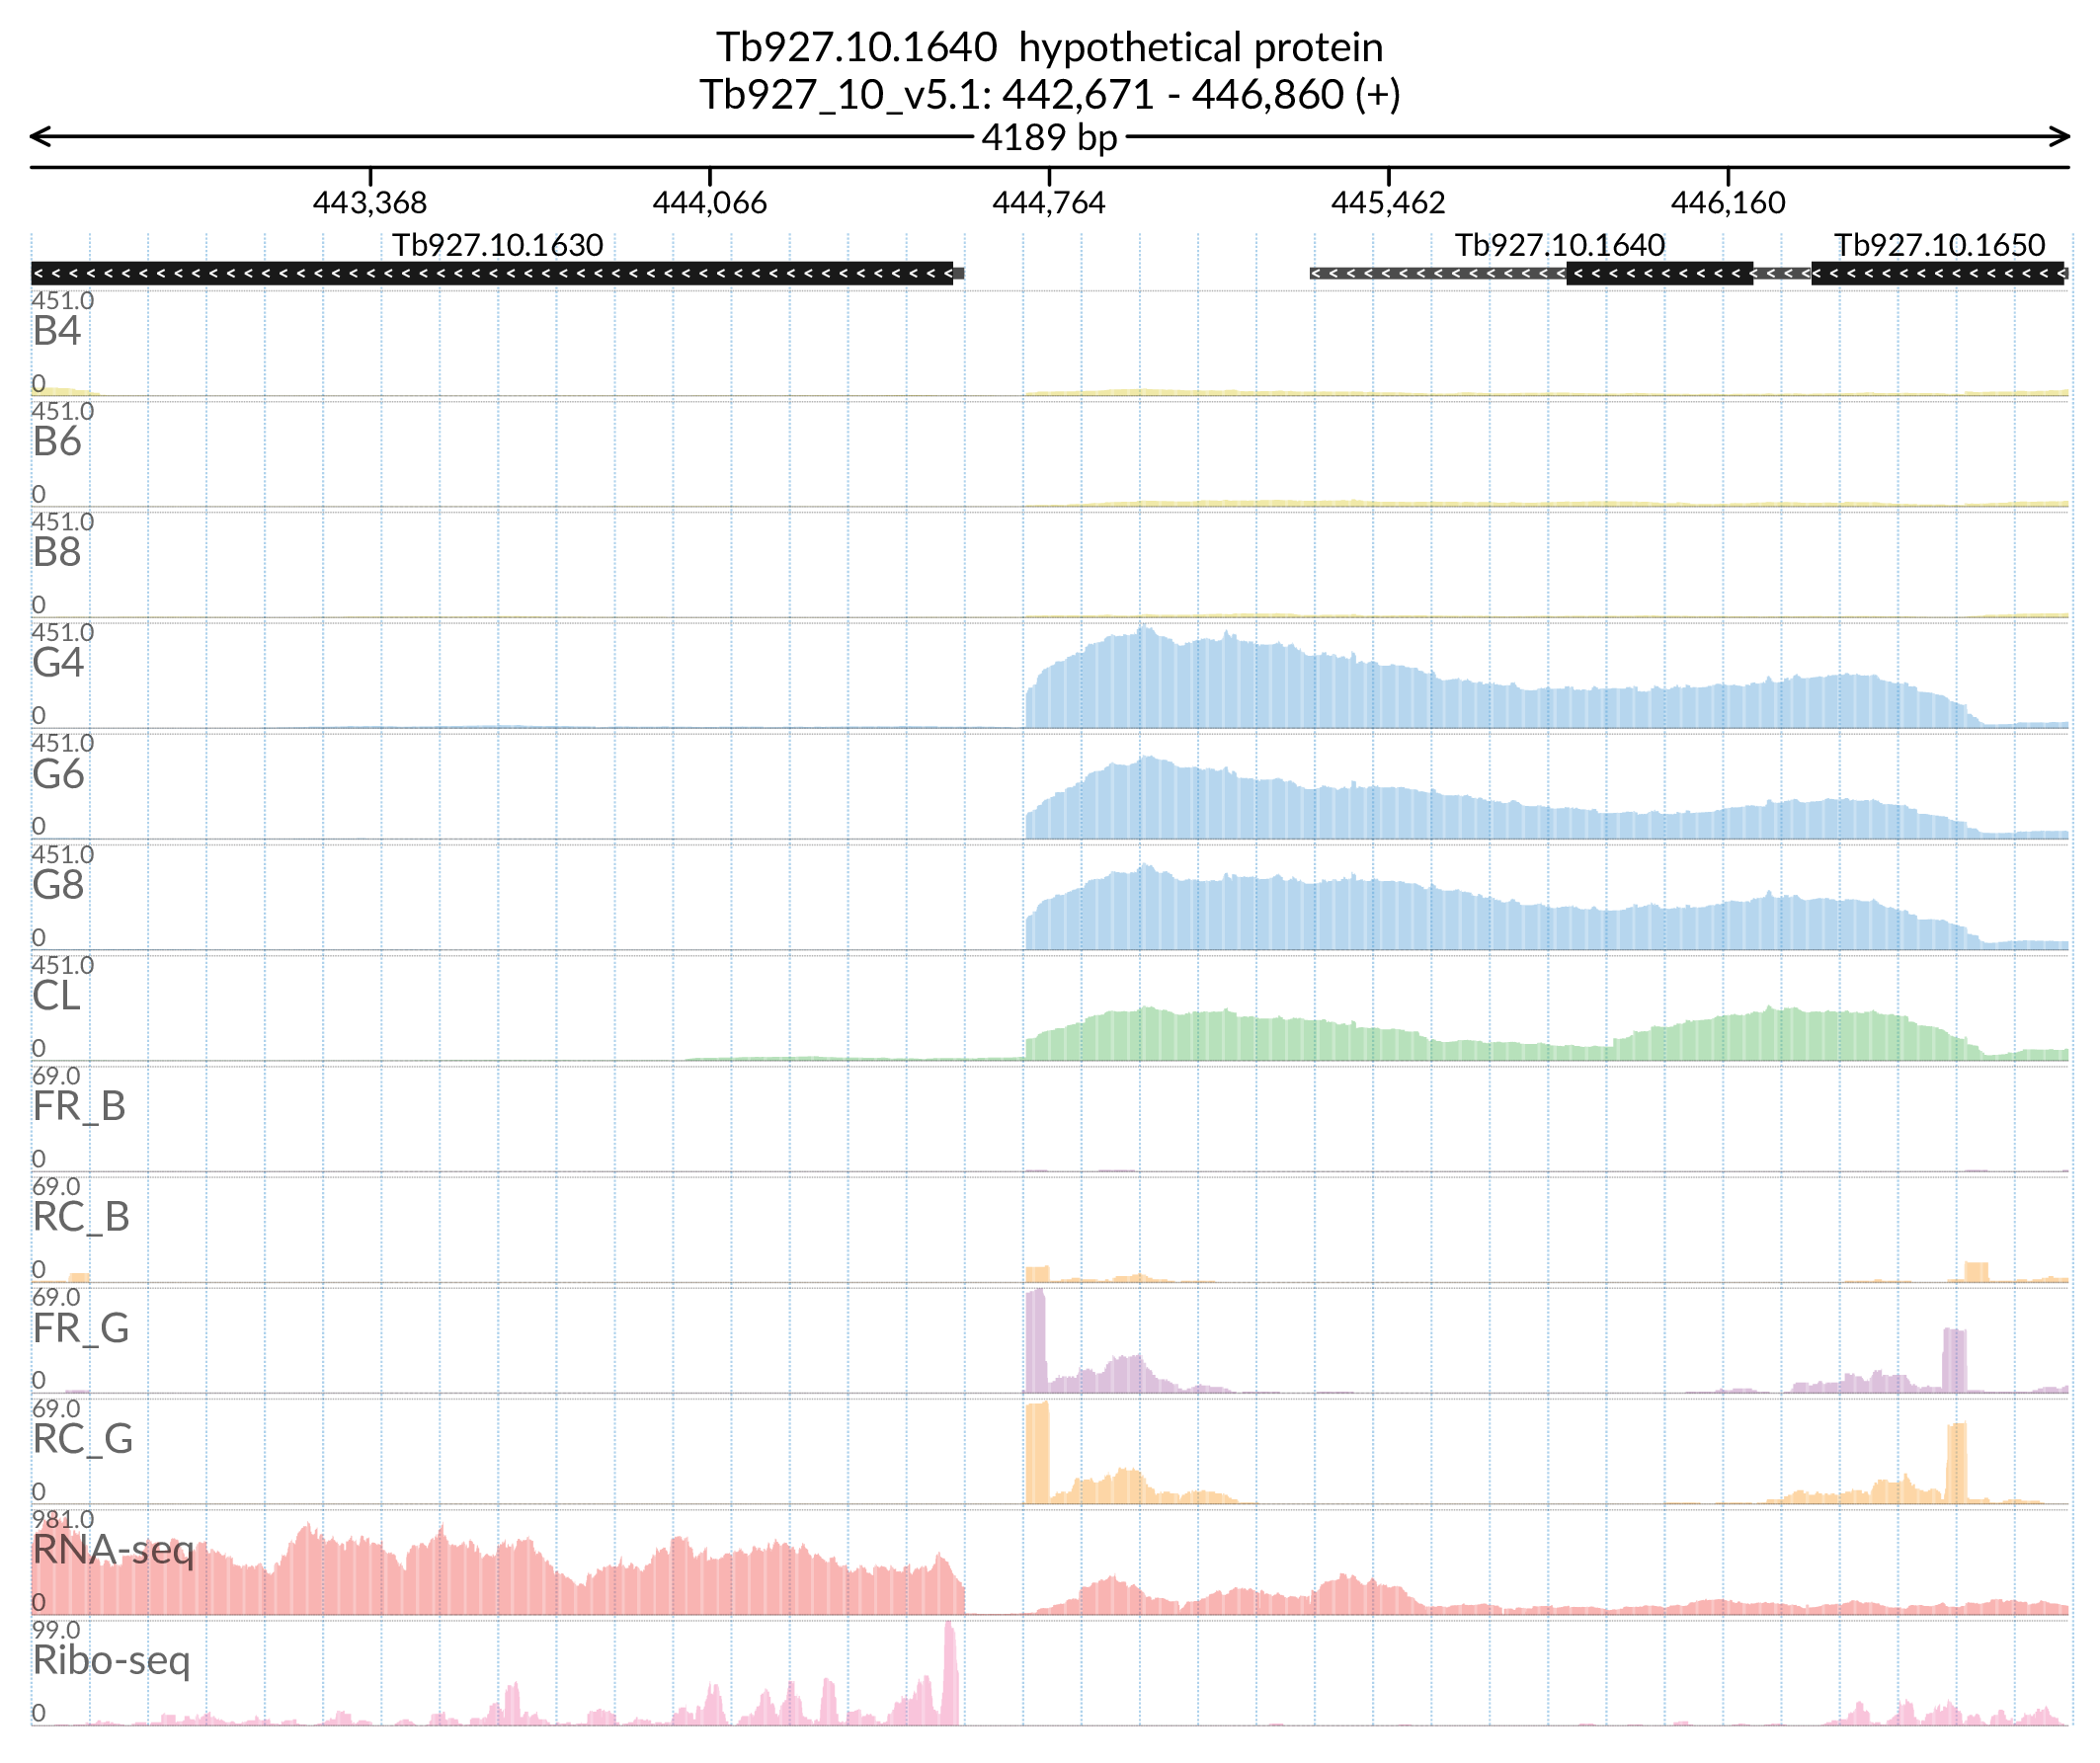 Tb927.10.1640  hypothetical protein
Tb927_10_v5.1: 442,671 - 446,860 (+)
4189 bp
443,368 444,066 444,764 445,462 446,160
Tb927.10.1630 Tb927.10.1640 Tb927.10.1650
451.0
B4
0
451.0
B6
0
451.0
B8
0
451.0
G4
0
451.0
G6
0
451.0
G8
0
451.0
CL
0
69.0
FR_B
0
69.0
RC_B
0
69.0
FR_G
0
69.0
RC_G
0
981.0
RNA-seq
0
99.0
Ribo-seq
0